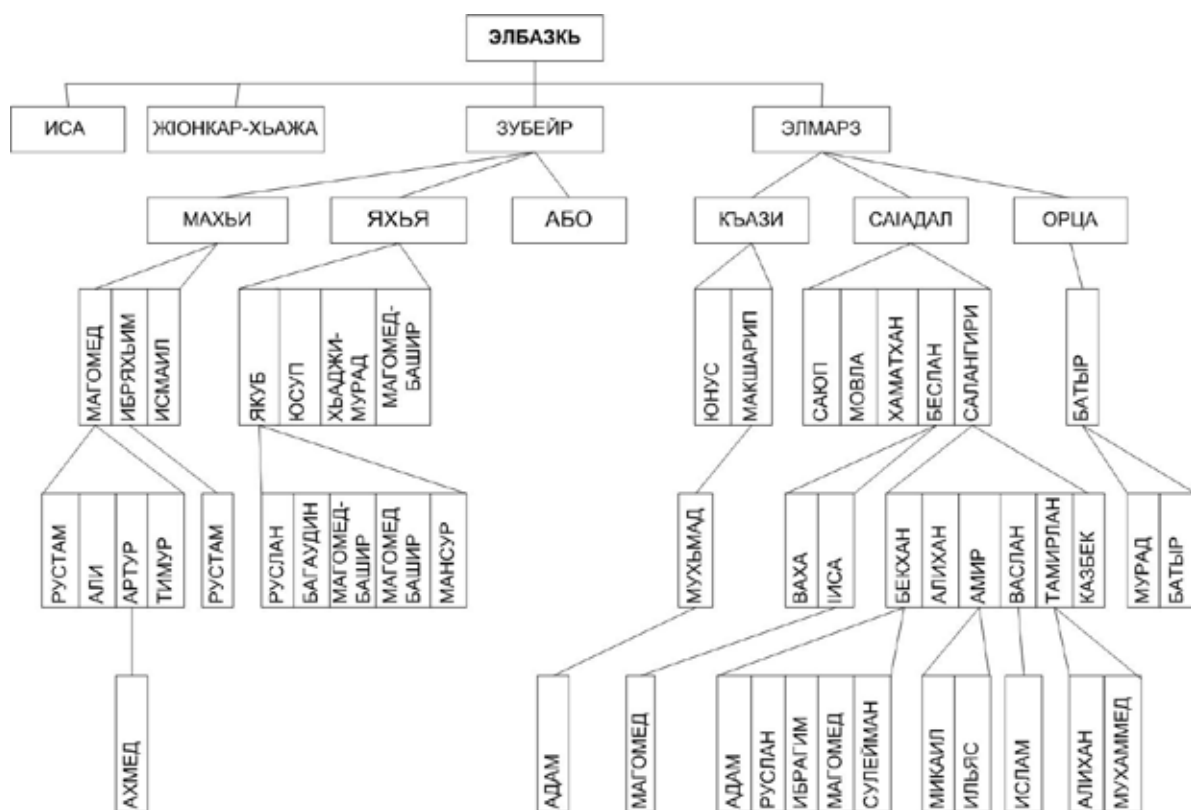 ЭЛБАЗКЬ
ИСА
ЖӀОНКАР-ХЬАЖА
ЗУБЕЙР
ЭЛМАРЗ
МАХЬИ
ЯХЬЯ
АБО
КЪАЗИ
САӀАДАЛ
ОРЦА
МАГОМЕД
ИБРЯХЬИМ
ИСМАИЛ
ЯКУБ
ЮСУП
ХЬАДЖИ-
МУРАД
МАГОМЕД-
БАШИР
ЮНУС
МАКШАРИП
САЮП
МОВЛА
ХАМАТХАН
БЕСЛАН
САЛАНГИРИ
БАТЫР
РУСТАМ
АЛИ
АРТУР
ТИМУР
РУСТАМ
РУСЛАН
БАГАУДИН
МАГОМЕД-
БАШИР
МАГОМЕД
БАШИР
МАНСУР
МУХЬМАД
ВАХА
ӀИСА
БЕКХАН
АЛИХАН
АМИР
ВАСЛАН
ТАМИРЛАН
КАЗБЕК
МУРАД
БАТЫР
АХМЕД
АДАМ
МАГОМЕД
АДАМ
РУСЛАН
ИБРАГИМ
МАГОМЕД
СУЛЕЙМАН
МИКАИЛ
ИЛЬЯС
ИСЛАМ
АЛИХАН
МУХАММЕД